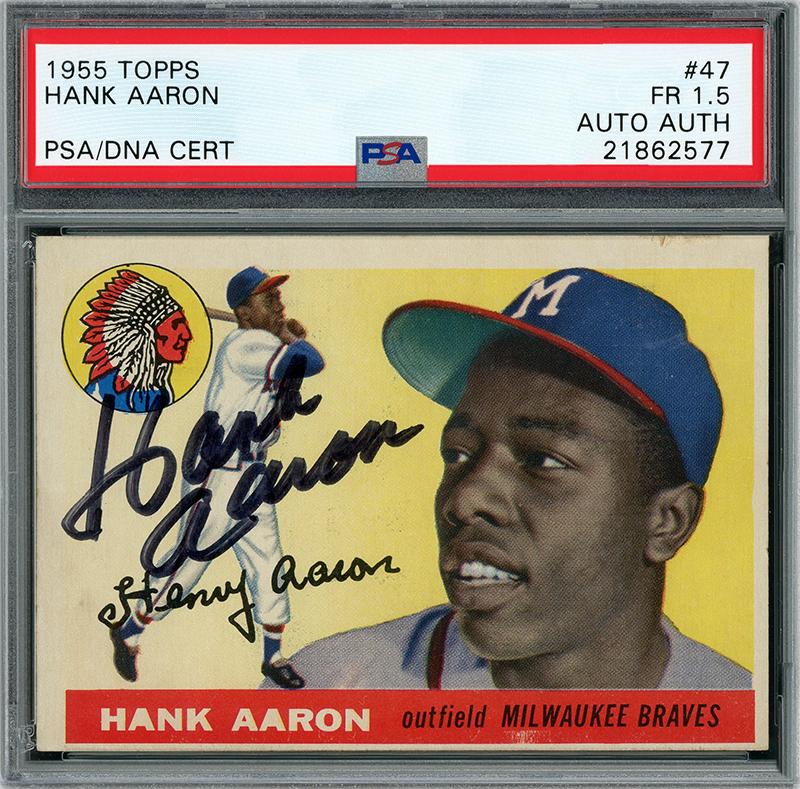 1955 TOPPS #47
HANK AARON FR 1.5
AUTO AUTH
PSA/DNA CERT 21862577
PSA
M
Hank
Aaron
Henry Aaron
HANK AARON outfield MILWAUKEE BRAVES